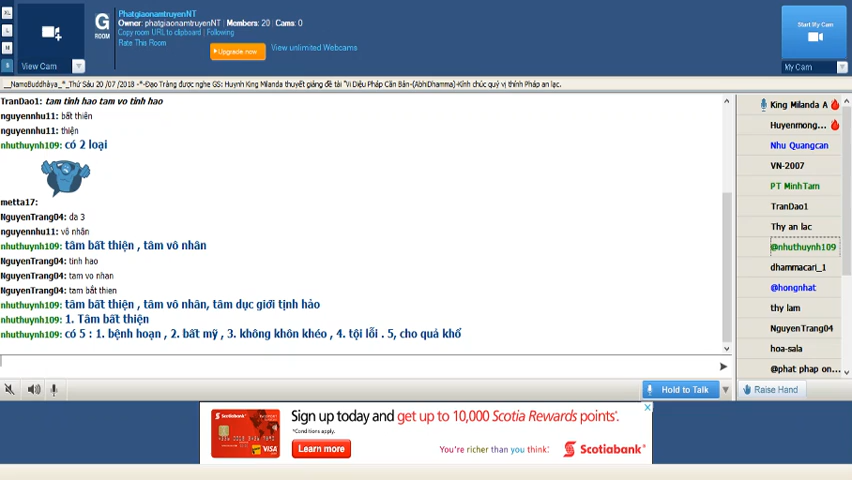 PhatgiaonamtruyenNT
Owner: phatgiaonamtruyenNT | Members: 20 | Cams: 0
Copy room URL to clipboard | Following
Rate This Room
Upgrade now
View unlimited Webcams
XL
L
M
S
G
ROOM
View Cam
Start My Cam
My Cam
__NamoBuddhàya_*_Thứ Sáu 20 /07 /2018 -*-Đạo Tràng được nghe GS: Huynh King Milanda thuyết giảng đề tài "Vi Diệu Pháp Căn Bản-(AbhiDhamma)-Kính chúc quý vị thính Pháp an lạc.
TranDao1: tam tinh hao tam vo tinh hao
nguyennhu11: bất thiên
nguyennhu11: thiện
nhuthuynh109: có 2 loại
metta17:
NguyenTrang04: da 3
nguyennhu11: vô nhân
nhuthuynh109: tâm bất thiện , tâm vô nhân
NguyenTrang04: tinh hao
NguyenTrang04: tam vo nhan
NguyenTrang04: tam bất thien
nhuthuynh109: tâm bất thiện , tâm vô nhân, tâm dục giới tịnh hảo
nhuthuynh109: 1. Tâm bất thiện
nhuthuynh109: có 5 : 1. bệnh hoạn , 2. bất mỹ , 3. không khôn khéo , 4. tội lỗi . 5, cho quả khổ
King Milanda A
Huyenmong...
Nhu Quangcan
VN-2007
PT MinhTam
TranDao1
Thy an lac
@nhuthuynh109
dhammacari_1
@hongnhat
thy lam
NguyenTrang04
hoa-sala
@phat phap on...
Hold to Talk
Raise Hand
Sign up today and get up to 10,000 Scotia Rewards points*.
*Conditions apply.
Learn more
You're richer than you think.
Scotiabank
VISA